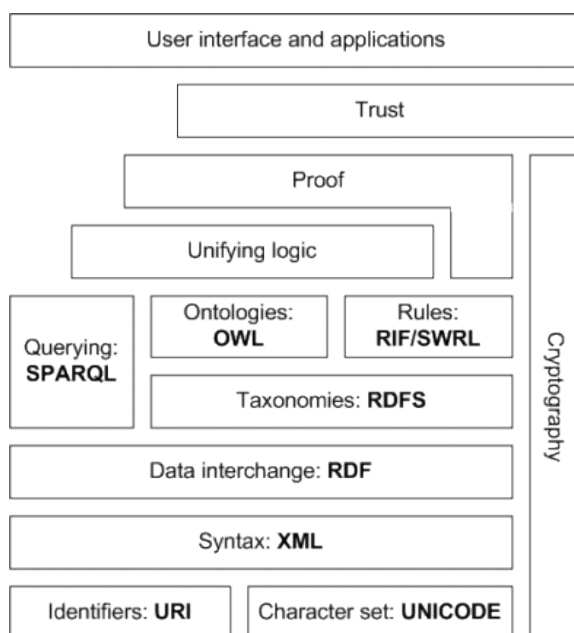 User interface and applications
Trust
Proof
Unifying logic
Querying:
SPARQL
Ontologies:
OWL
Rules:
RIF/SWRL
Taxonomies: RDFS
Data interchange: RDF
Syntax: XML
Identifiers: URI
Character set: UNICODE
Cryptography